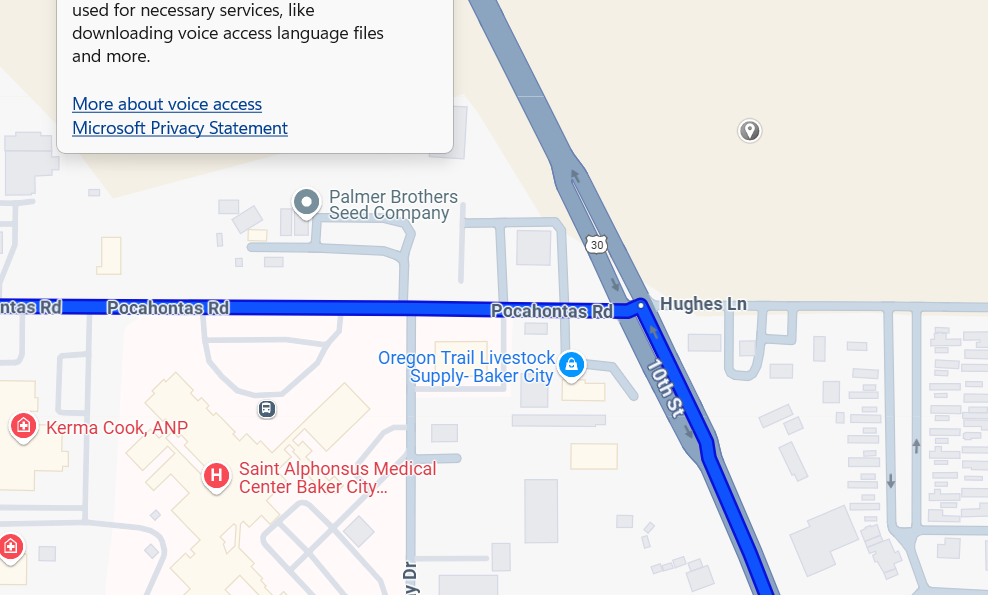 used for necessary services, like
downloading voice access language files
and more.
More about voice access
Microsoft Privacy Statement
Palmer Brothers
Seed Company
30
ntas Rd
Pocahontas Rd
Pocahontas Rd
Hughes Ln
Oregon Trail Livestock
Supply- Baker City
10th St
Kerma Cook, ANP
H
Saint Alphonsus Medical
Center Baker City...
y Dr